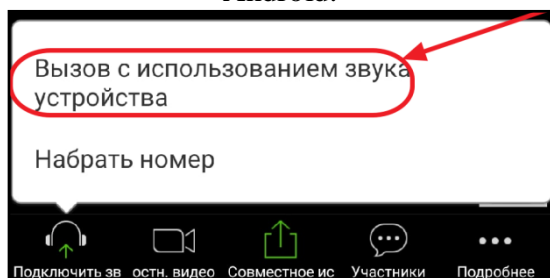 Вызов с использованием звука
устройства
Набрать номер
Подключить зв остн. видео Совместное ис Участники Подробнее